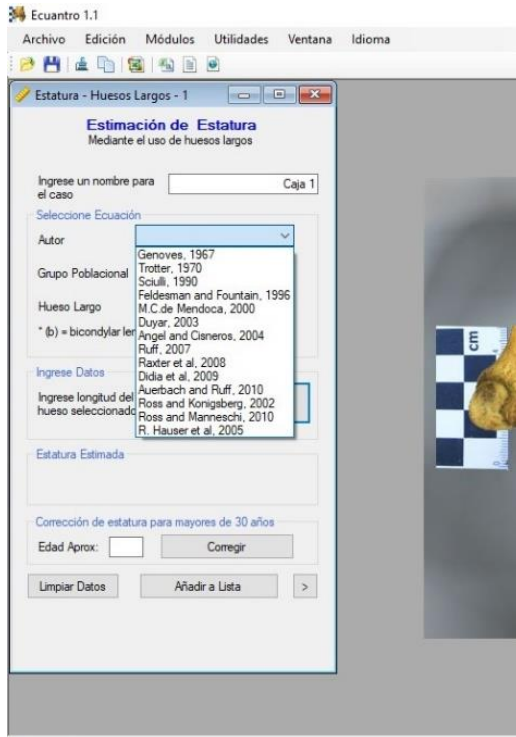 Ecuantro 1.1
Archivo Edición Módulos Utilidades Ventana Idioma
Estatura - Huesos Largos - 1
Estimación de Estatura
Mediante el uso de huesos largos
Ingrese un nombre para
el caso
Caja 1
Seleccione Ecuación
Autor
Grupo Poblacional
Hueso Largo
* (b) = bicondylar
Genoves, 1967
Trotter, 1970
Sciulli, 1990
Feldesman and Fountain, 1996
M.C.de Mendoca, 2000
Duyar, 2003
Angel and Cisneros, 2004
Ruff, 2007
Raxter et al, 2008
Didia et al, 2009
Auerbach and Ruff, 2010
Ross and Konigsberg, 2002
Ross and Manneschi, 2010
R. Hauser et al, 2005
Ingrese Datos
Ingrese longitud del
hueso seleccionado
Estatura Estimada
Corrección de estatura para mayores de 30 años
Edad Aprox:
Corregir
Limpiar Datos
Añadir a Lista
>
cm